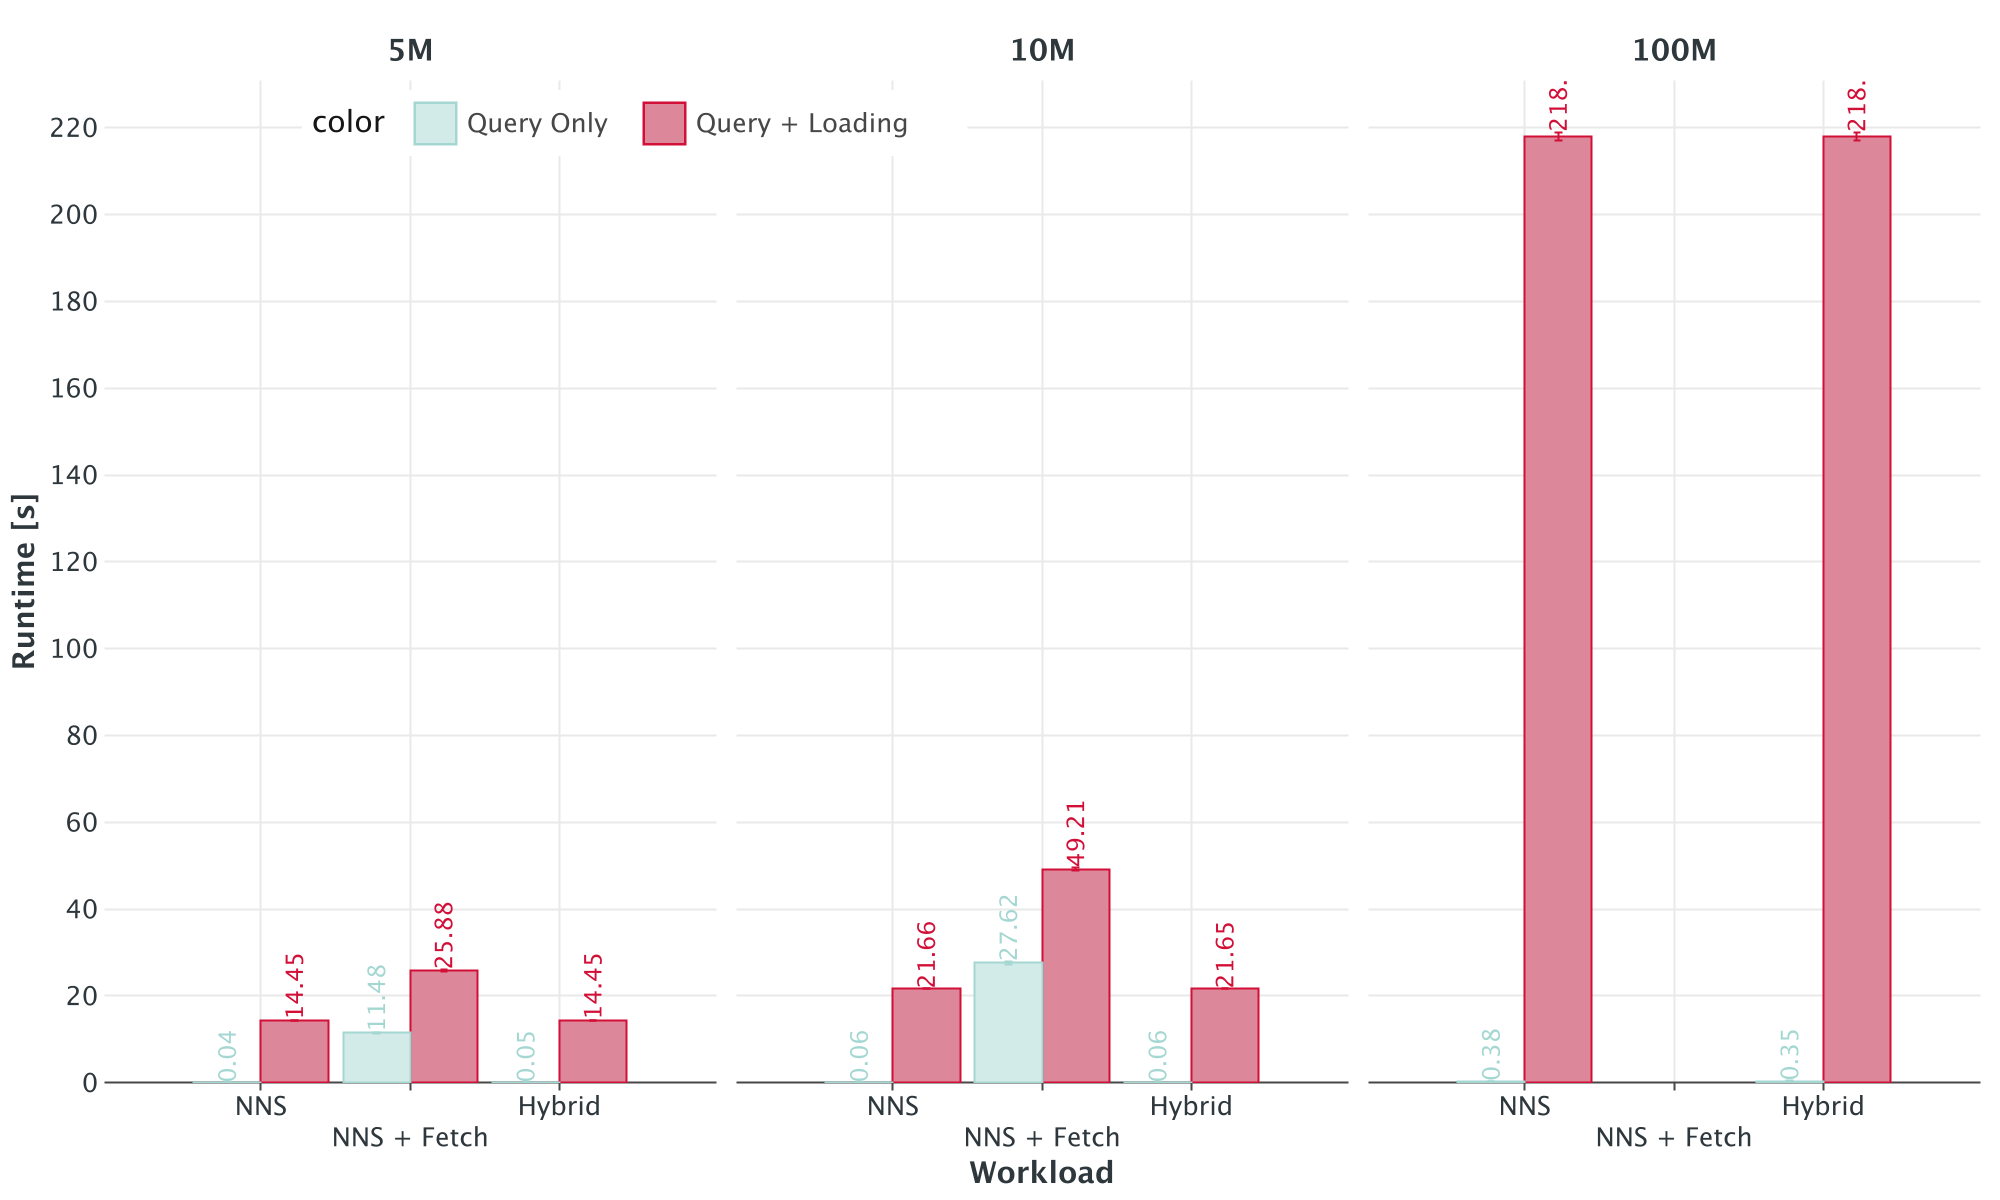 5M
10M
100M
color Query Only Query + Loading
220
200
180
160
140
120
100
80
60
40
20
0
Runtime [s]
0.04
14.45
11.48
25.88
0.05
14.45
0.06
21.66
27.62
49.21
0.06
21.65
0.38
218.
0.35
218.
NNS
NNS + Fetch
Hybrid
NNS
NNS + Fetch
Hybrid
NNS
NNS + Fetch
Hybrid
Workload